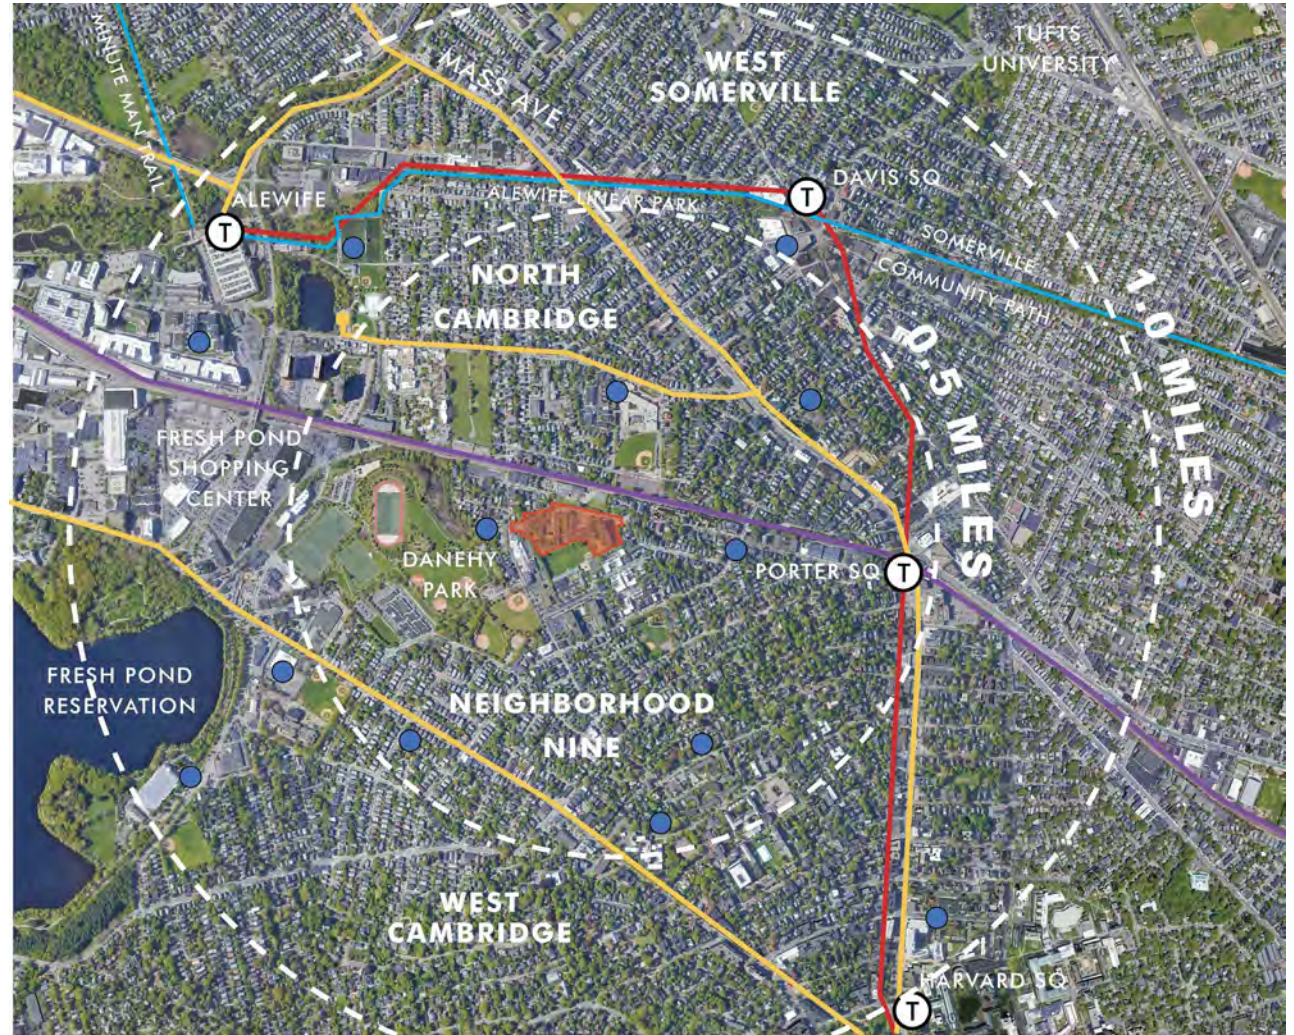 MINUTE MAN TRAIL
MASS AVE
WEST
SOMERVILLE
TUFTS
UNIVERSITY
ALEWIFE
T
ALEWIFE LINEAR PARK
T
DAVIS SQ
SOMERVILLE
COMMUNITY PATH
NORTH
CAMBRIDGE
0.5 MILES
1.0 MILES
FRESH POND
SHOPPING
CENTER
DANEHY
PARK
PORTER SQ
T
FRESH POND
RESERVATION
NEIGHBORHOOD
NINE
WEST
CAMBRIDGE
HARVARD SQ
T